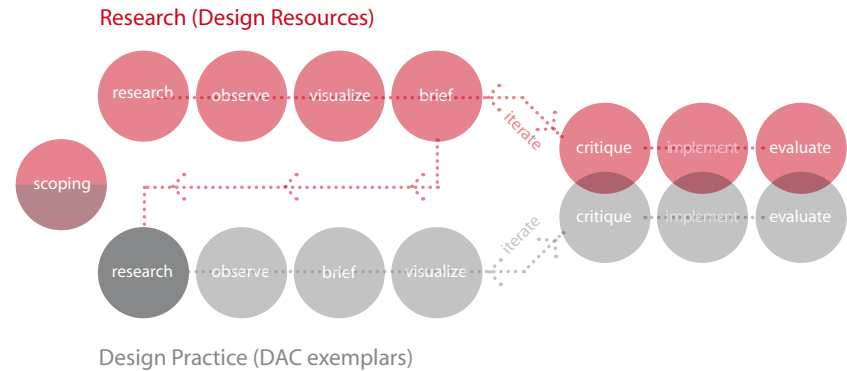 Research (Design Resources)
research observe visualize brief
iterate
critique implement evaluate
scoping
critique implement evaluate
iterate
research observe brief visualize
Design Practice (DAC exemplars)